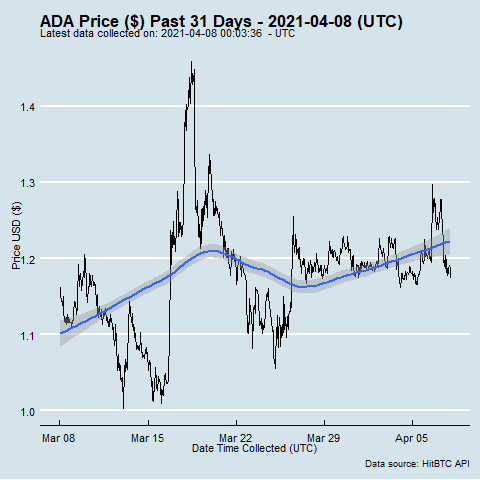 ADA Price ($) Past 31 Days - 2021-04-08 (UTC)
Latest data collected on: 2021-04-08 00:03:36 - UTC
Price USD ($)
1.4
1.3
1.2
1.1
1.0
Mar 08 Mar 15 Mar 22 Mar 29 Apr 05
Date Time Collected (UTC)
Data source: HitBTC API